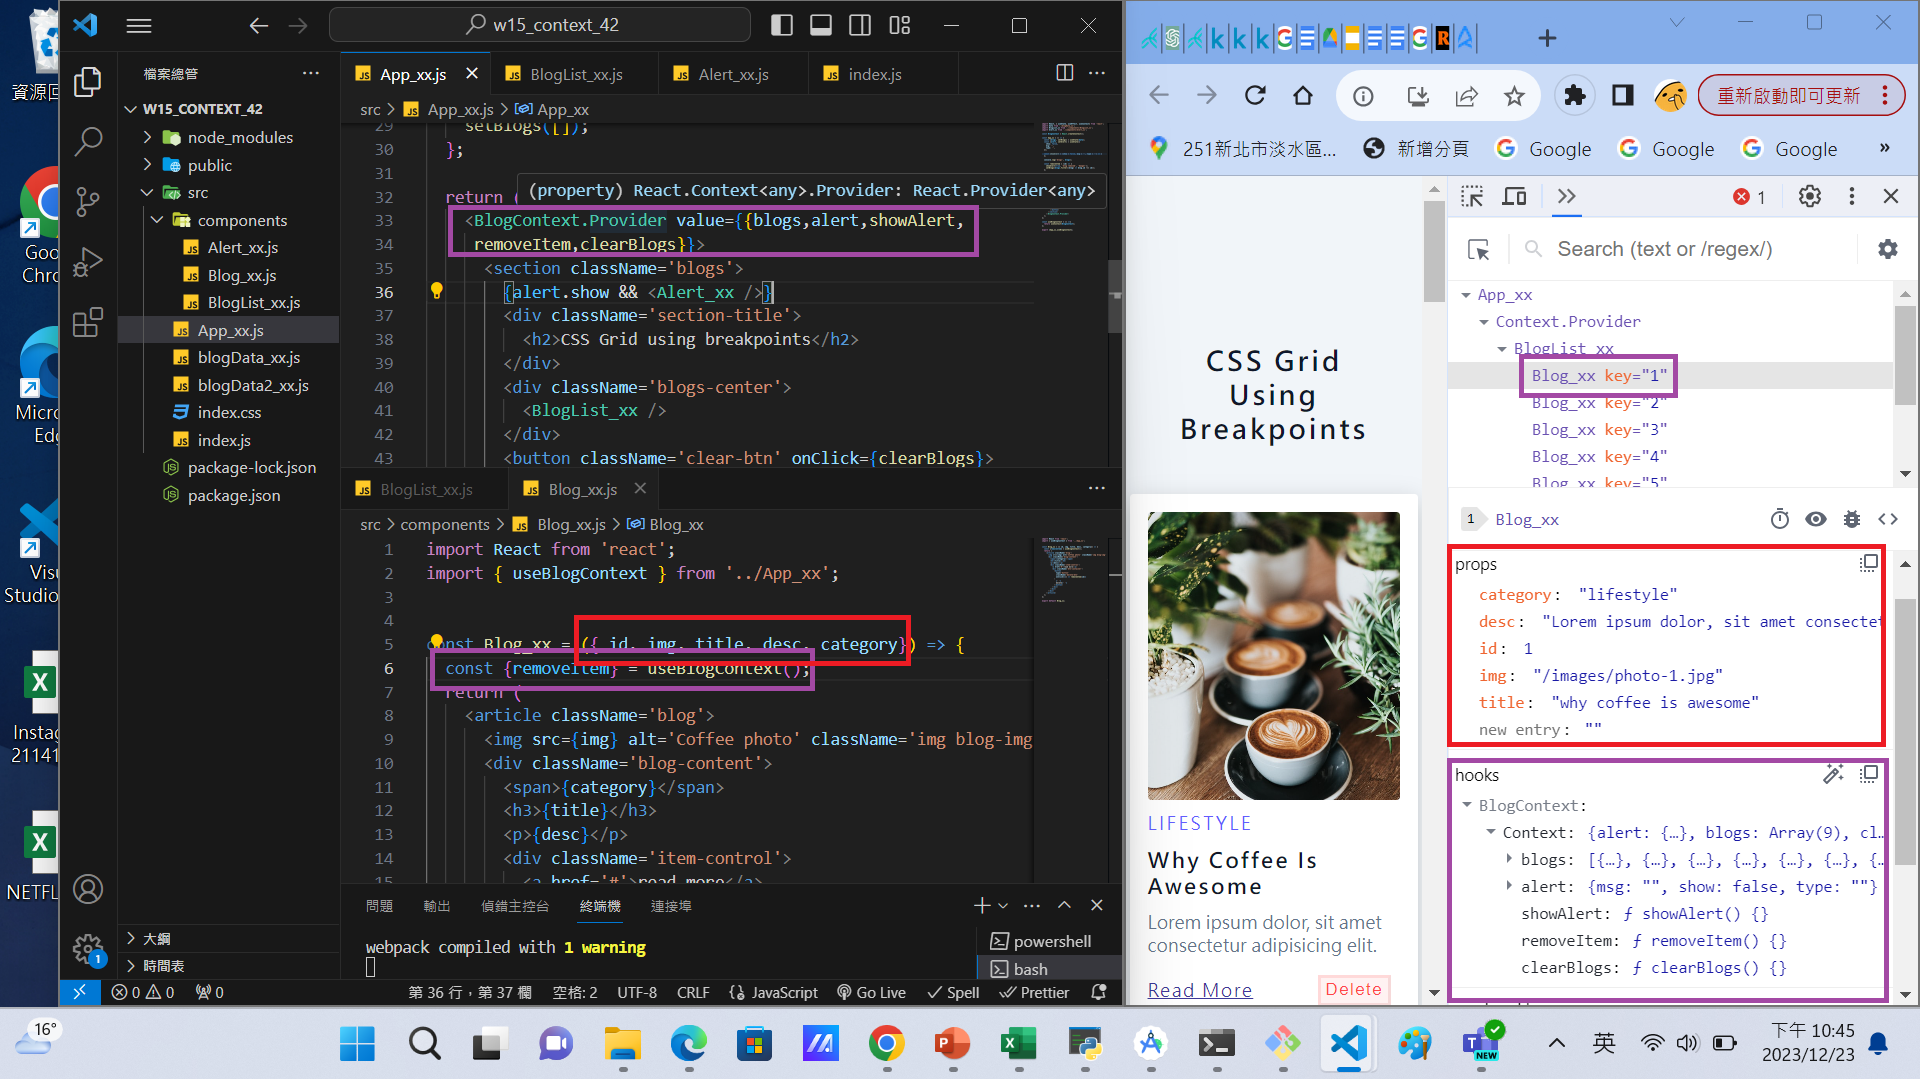 資源回
Goo
Chro
Micro
Edg
Visu
Studio
Insta
21141
NETFL
w15_context_42
檔案總管
W15_CONTEXT_42
node_modules
public
src
components
Alert_xx.js
Blog_xx.js
BlogList_xx.js
App_xx.js
blogData_xx.js
blogData2_xx.js
index.css
index.js
package-lock.json
package.json
大綱
時間表
App_xx.js
BlogList_xx.js
Alert_xx.js
index.js
src > App_xx.js > App_xx
29 setBlogs([]);
30 };
31
(property) React.Context<any>.Provider: React.Provider<any>
32 return (
33 <BlogContext.Provider value={{blogs,alert,showAlert,
34 removeItem,clearBlogs}}>
35 <section className='blogs'>
36 {alert.show && <Alert_xx />}
37 <div className='section-title'>
38 <h2>CSS Grid using breakpoints</h2>
39 </div>
40 <div className='blogs-center'>
41 <BlogList_xx />
42 </div>
43 <button className='clear-btn' onClick={clearBlogs}>
BlogList_xx.js
Blog_xx.js
src > components > Blog_xx.js > Blog_xx
1 import React from 'react';
2 import { useBlogContext } from '../App_xx';
3
4
5 const Blog_xx = ({ id, img, title, desc, category}) => {
6 const {removeItem} = useBlogContext();
7 return (
8 <article className='blog'>
9 <img src={img} alt='Coffee photo' className='img blog-img
10 <div className='blog-content'>
11 <span>{category}</span>
12 <h3>{title}</h3>
13 <p>{desc}</p>
14 <div className='item-control'>
15 <a href='#'>read more</a>
問題 輸出 偵錯主控台 終端機 連接埠
webpack compiled with 1 warning
powershell
bash
0 0 0
第 36 行，第 37 欄 空格: 2 UTF-8 CRLF JavaScript Go Live Spell Prettier
重新啟動即可更新
251新北市淡水區...
新增分頁
Google
Google
Google
»
CSS Grid
Using
Breakpoints
LIFESTYLE
Why Coffee Is
Awesome
Lorem ipsum dolor, sit amet
consectetur adipisicing elit.
Read More
Delete
1
Search (text or /regex/)
App_xx
Context.Provider
BlogList_xx
Blog_xx key="1"
Blog_xx key="2"
Blog_xx key="3"
Blog_xx key="4"
Blog_xx key="5"
1 Blog_xx
props
category: "lifestyle"
desc: "Lorem ipsum dolor, sit amet consectet
id: 1
img: "/images/photo-1.jpg"
title: "why coffee is awesome"
new entry: ""
hooks
BlogContext:
Context: {alert: {…}, blogs: Array(9), cl…
blogs: [{…}, {…}, {…}, {…}, {…}, {…}, {…
alert: {msg: "", show: false, type: ""}
showAlert: ƒ showAlert() {}
removeItem: ƒ removeItem() {}
clearBlogs: ƒ clearBlogs() {}
16°
NEW
英
下午 10:45
2023/12/23